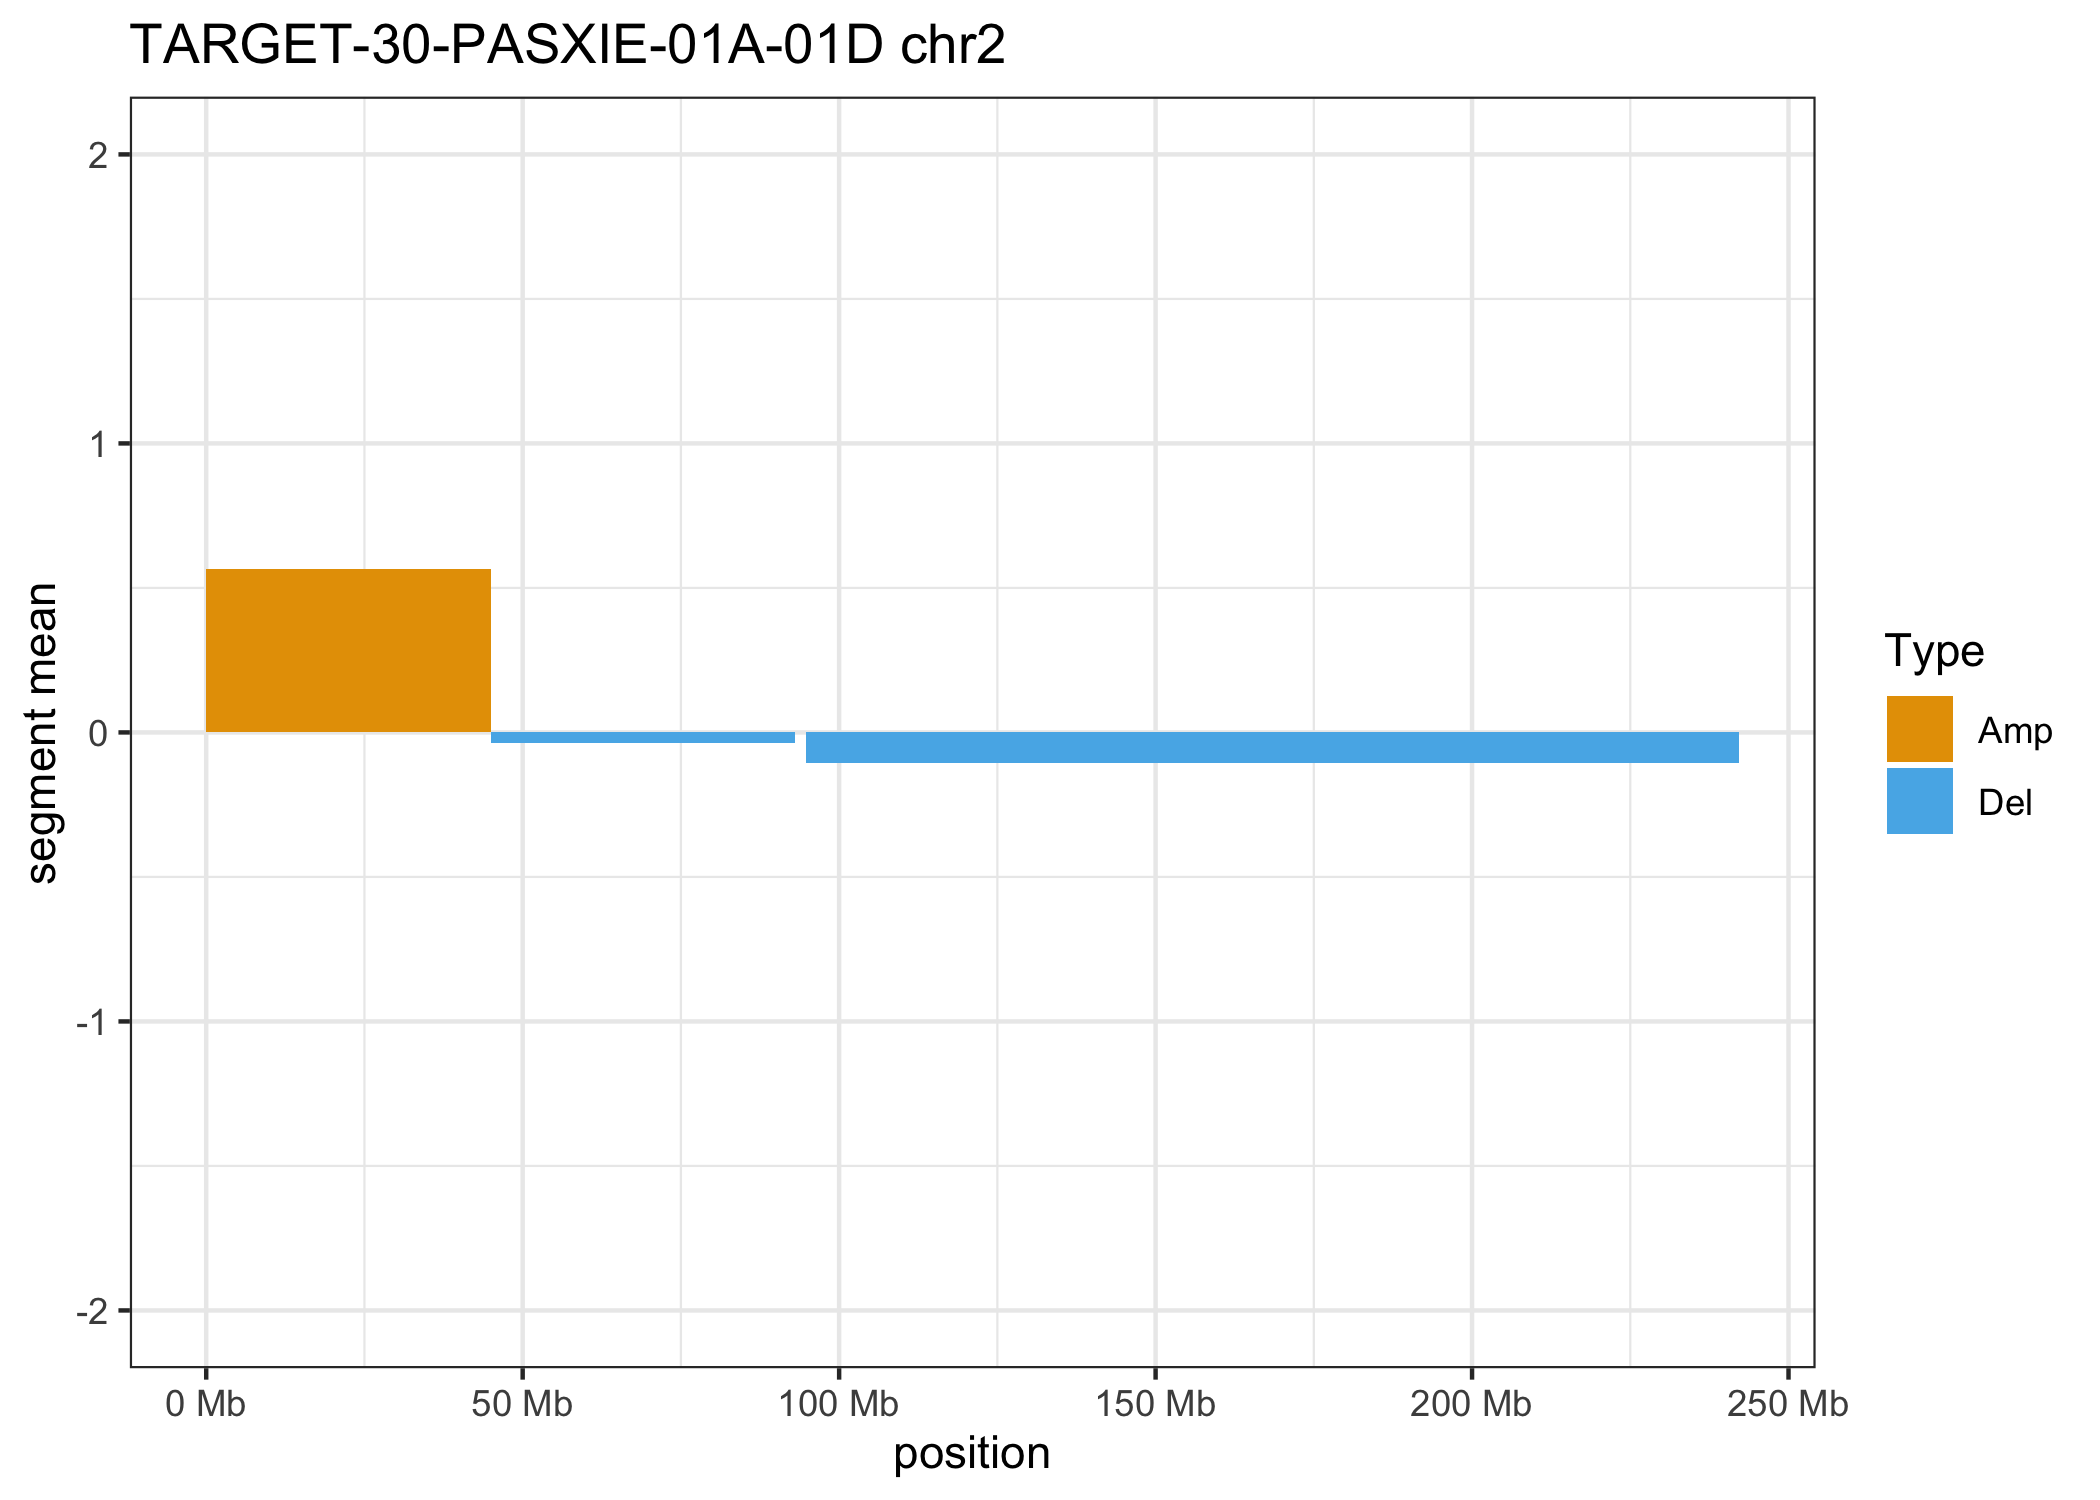 TARGET-30-PASXIE-01A-01D chr2
2
1
0
-1
-2
segment mean
0 Mb
50 Mb
100 Mb
150 Mb
200 Mb
250 Mb
position
Type
Amp
Del